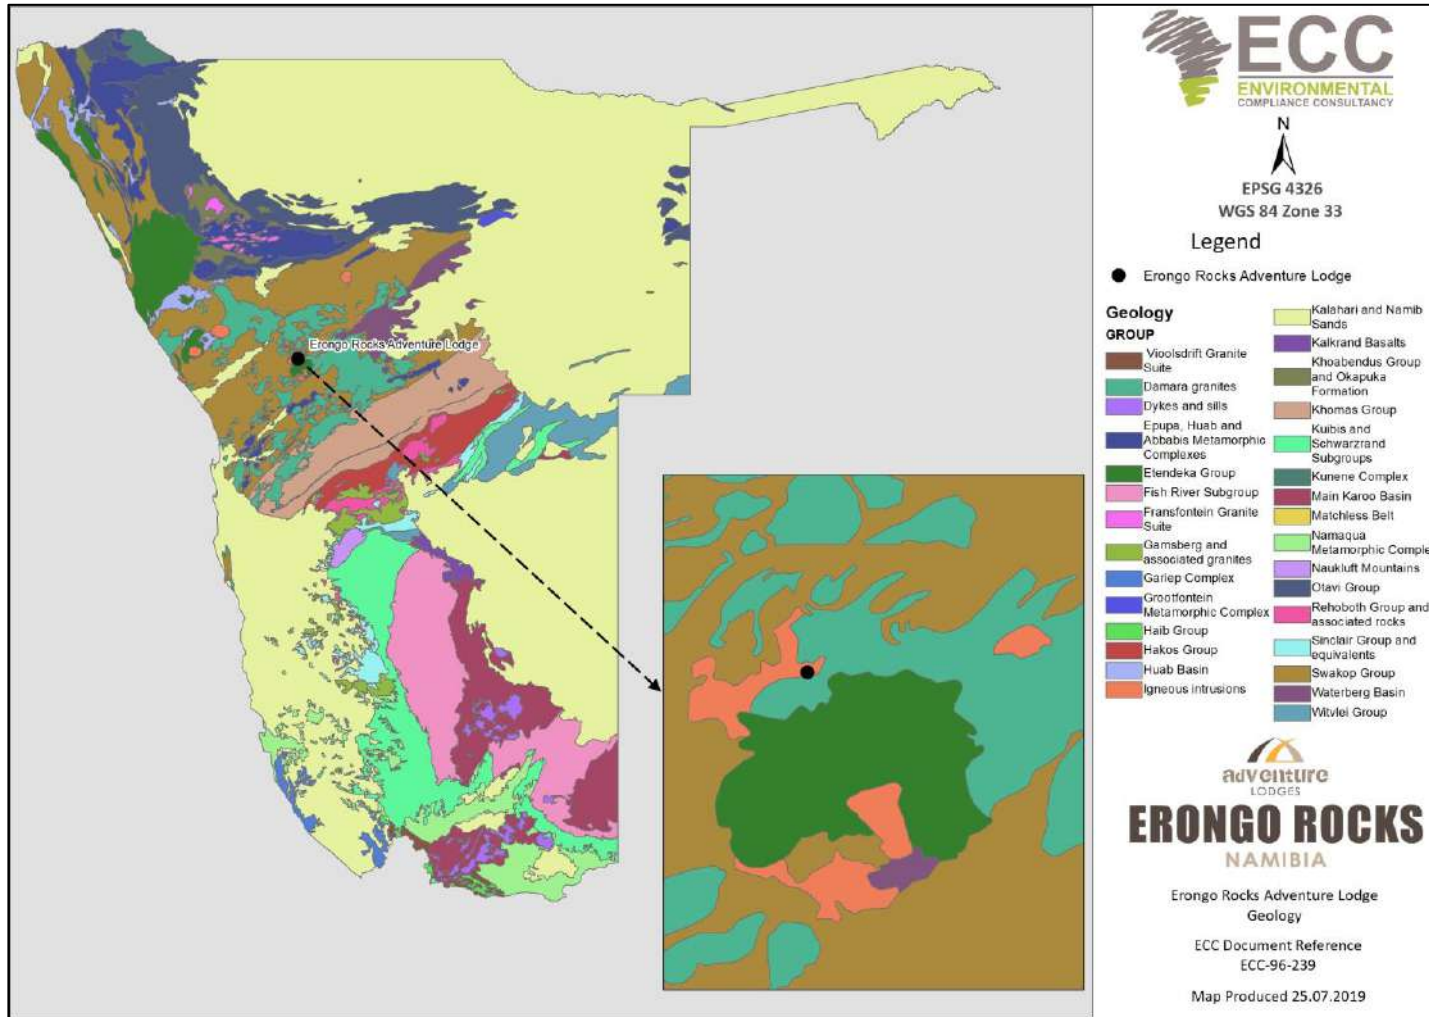 ECC
ENVIRONMENTAL
COMPLIANCE CONSULTANCY
N
EPSG 4326
WGS 84 Zone 33
Legend
Erongo Rocks Adventure Lodge
Geology
GROUP
Vioolsdrift Granite
Suite
Damara granites
Dykes and sills
Epupa, Huab and
Abbabis Metamorphic
Complexes
Etendeka Group
Fish River Subgroup
Fransfontein Granite
Suite
Gamsberg and
associated granites
Gariep Complex
Grootfontein
Metamorphic Complex
Haib Group
Hakos Group
Huab Basin
Igneous intrusions
Kalahari and Namib
Sands
Kalkrand Basalts
Khoabendus Group
and Okapuka
Formation
Khomas Group
Kuibis and
Schwarzrand
Subgroups
Kunene Complex
Main Karoo Basin
Matchless Belt
Namaqua
Metamorphic Comple
Naukluft Mountains
Otavi Group
Rehoboth Group and
associated rocks
Sinclair Group and
equivalents
Swakop Group
Waterberg Basin
Witvlei Group
Erongo Rocks Adventure Lodge
adventure
LODGES
ERONGO ROCKS
NAMIBIA
Erongo Rocks Adventure Lodge
Geology
ECC Document Reference
ECC-96-239
Map Produced 25.07.2019